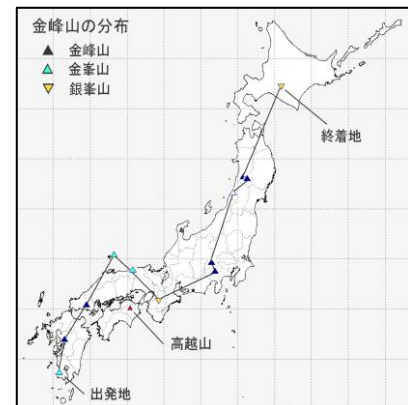 金峰山の分布
金峰山
金峯山
銀峯山
終着地
高越山
出発地